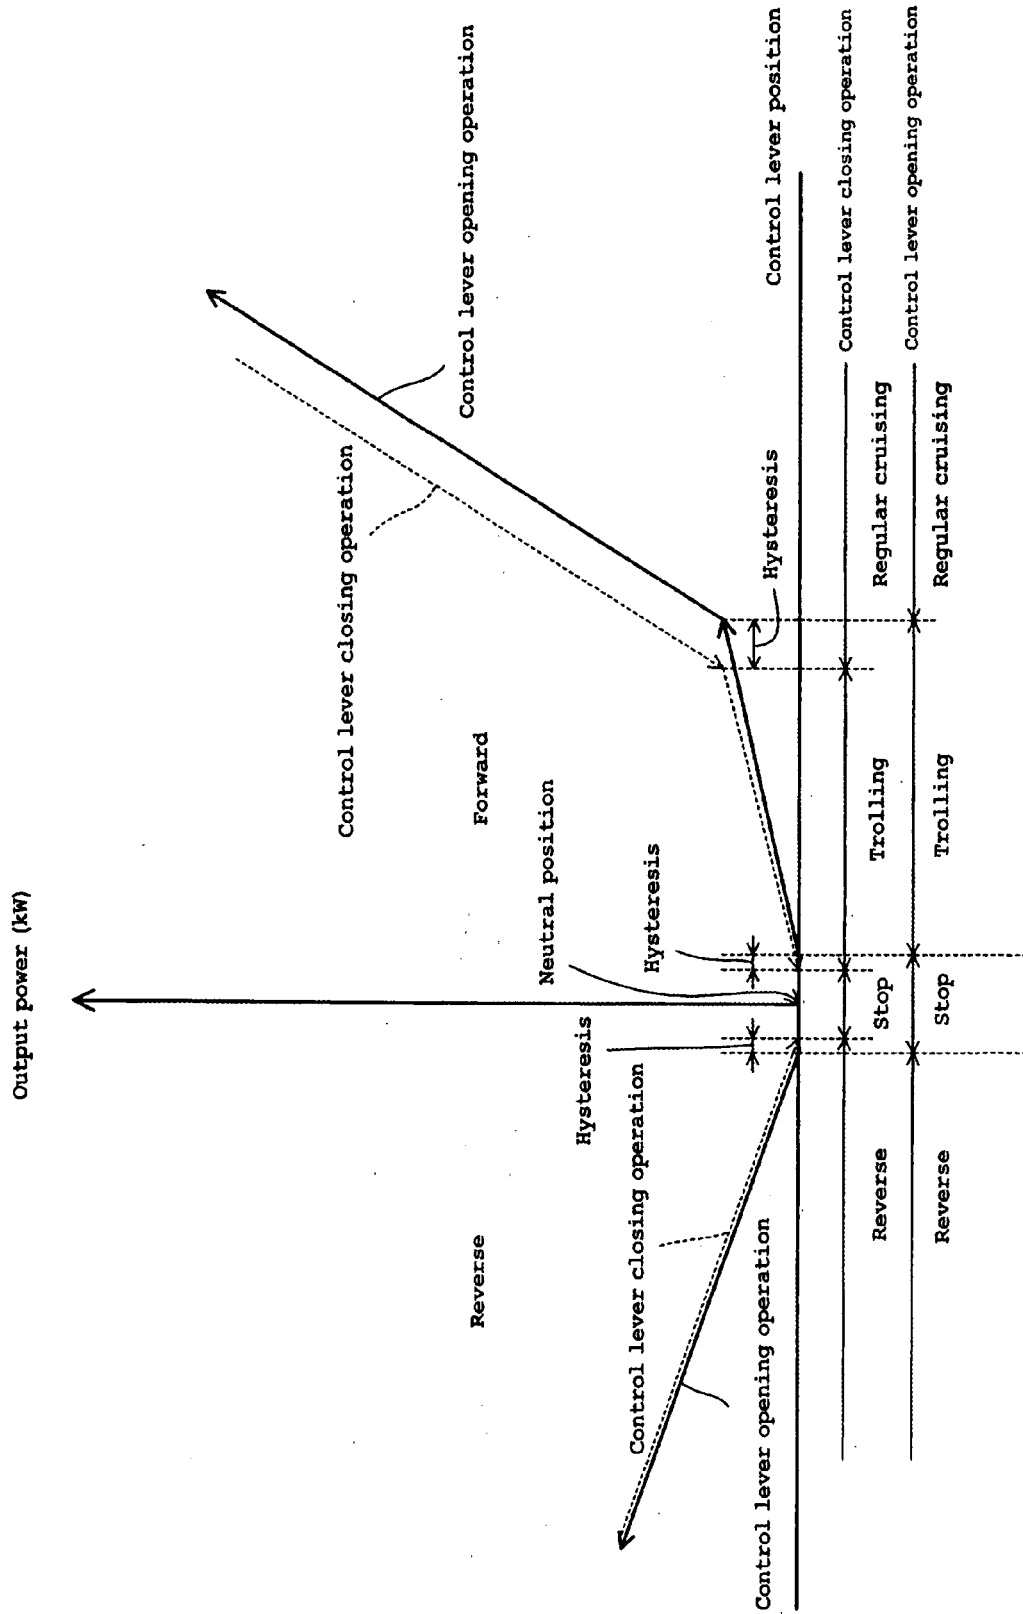 Output power (kW)
Control lever opening operation
Control lever closing operation
Reverse
Forward
Neutral position
Hysteresis
Control lever closing operation
Hysteresis
Control lever opening operation
Hysteresis
Control lever position
Reverse
Stop
Trolling
Regular cruising
Control lever closing operation
Reverse
Stop
Trolling
Regular cruising
Control lever opening operation